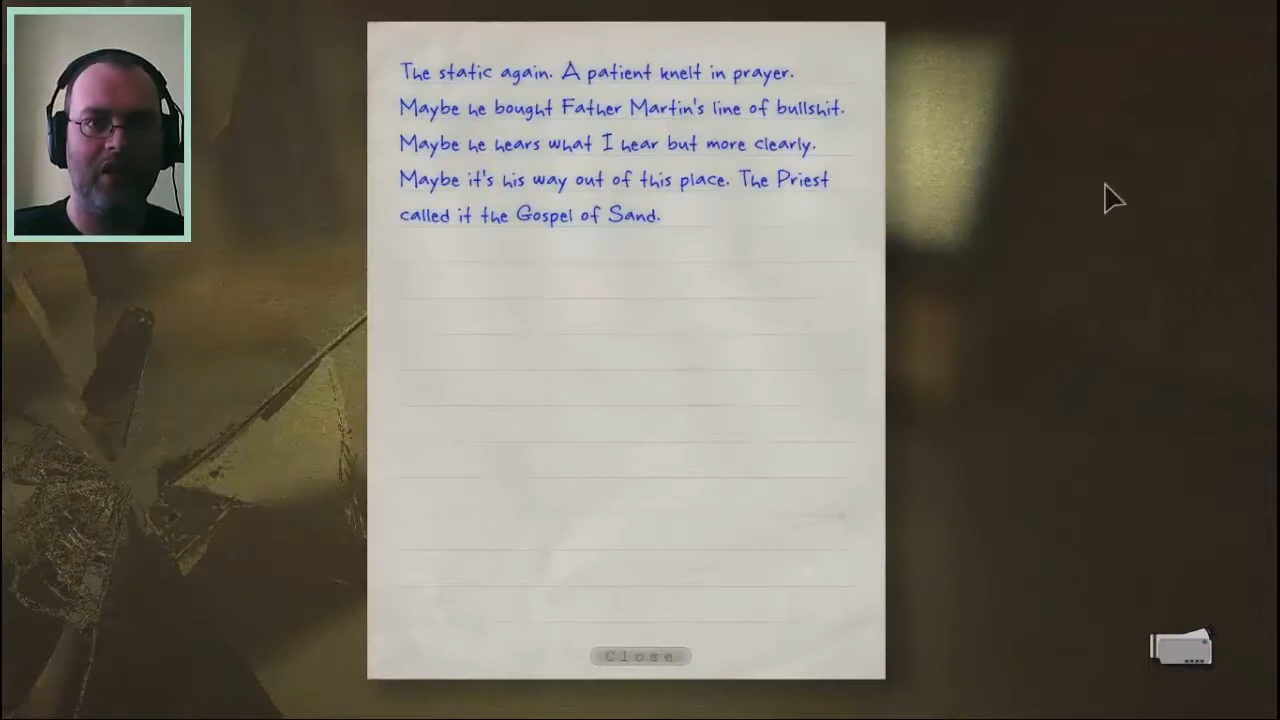 The static again. A patient knelt in prayer.
Maybe he bought Father Martin's line of bullshit.
Maybe he hears what I hear but more clearly.
Maybe it's his way out of this place. The Priest
called it the Gospel of Sand.
Close